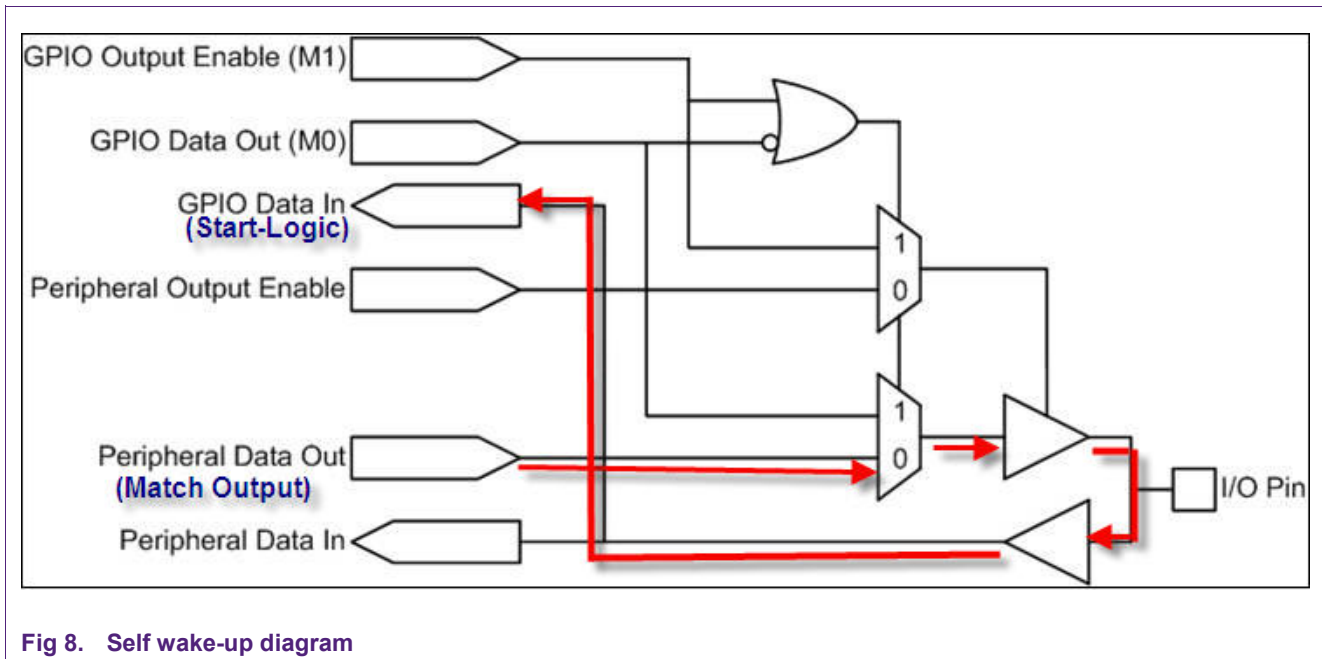 GPIO Output Enable (M1)
GPIO Data Out (M0)
GPIO Data In
(Start-Logic)
Peripheral Output Enable
1
0
1
0
Peripheral Data Out
(Match Output)
I/O Pin
Peripheral Data In
Fig 8. Self wake-up diagram